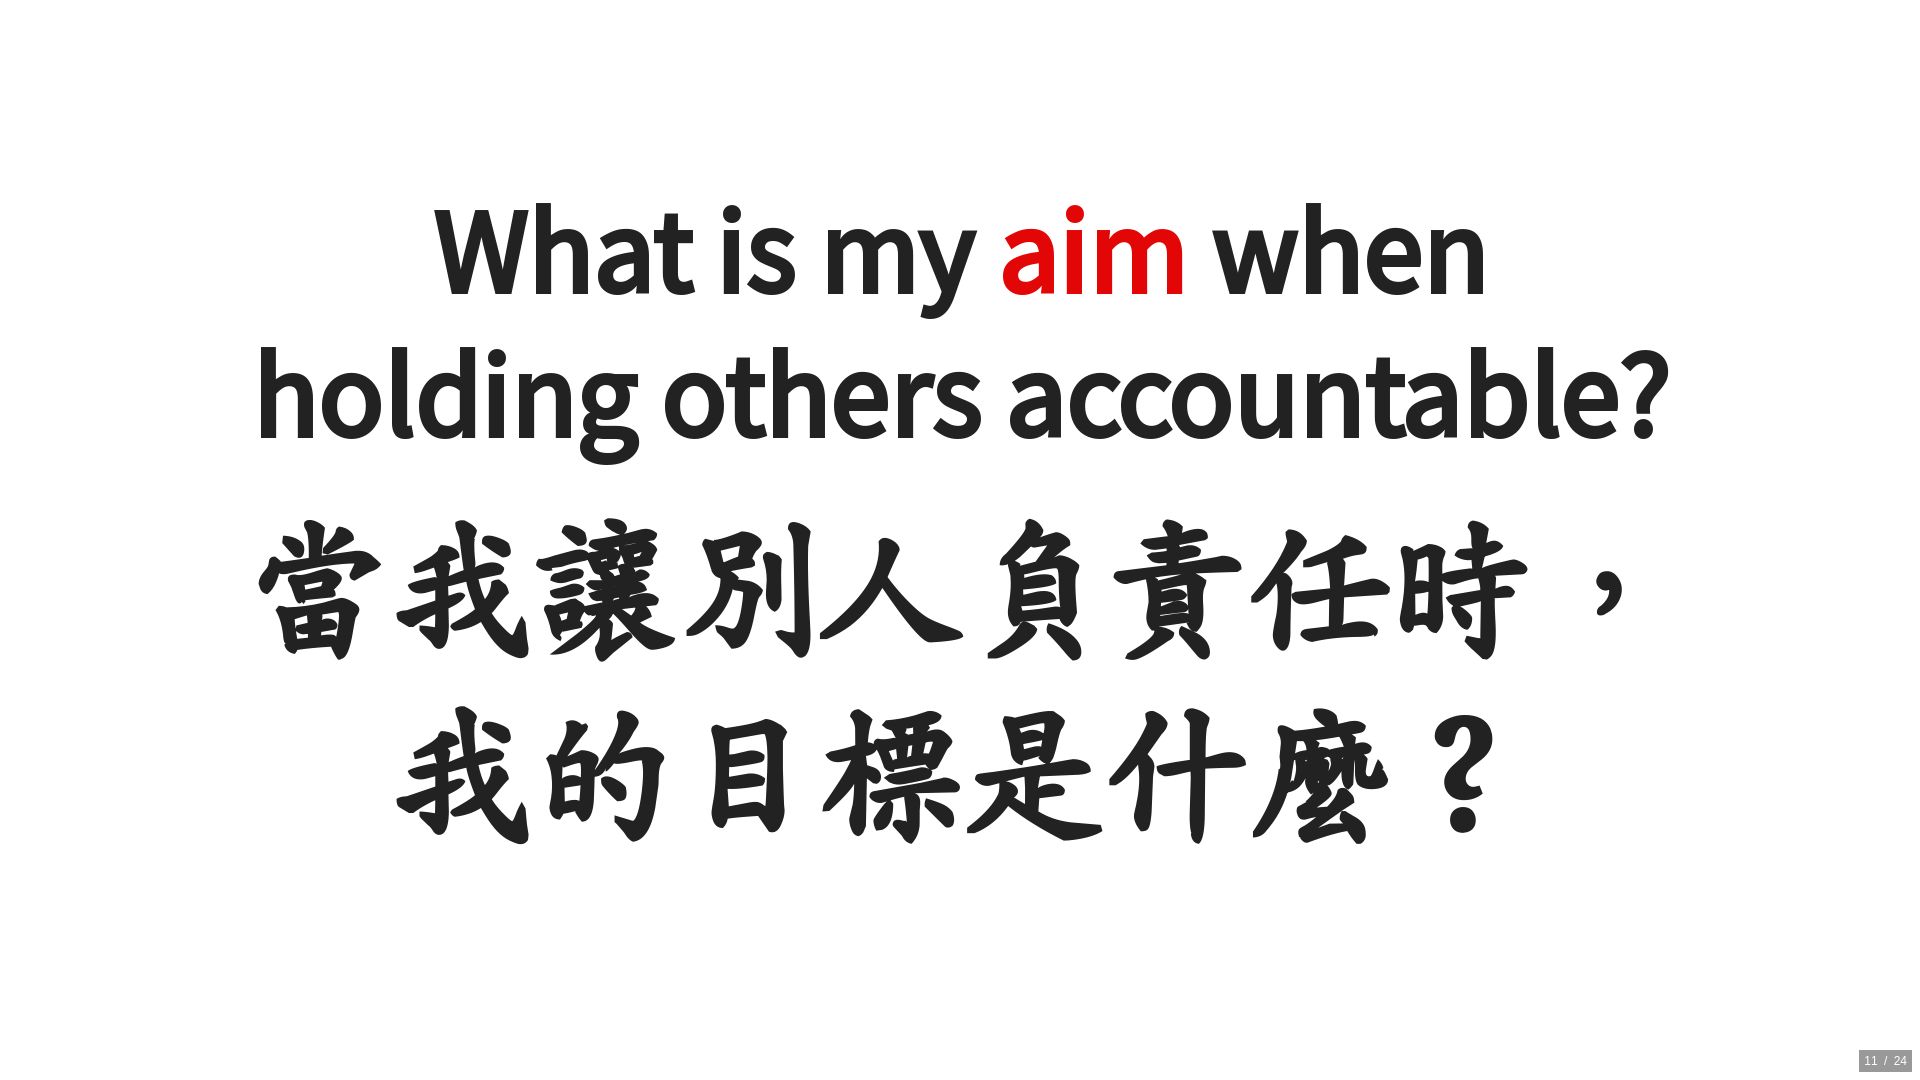 What is my aim when
holding others accountable?
當我讓別人負責任時，
我的目標是什麼？
11 / 24